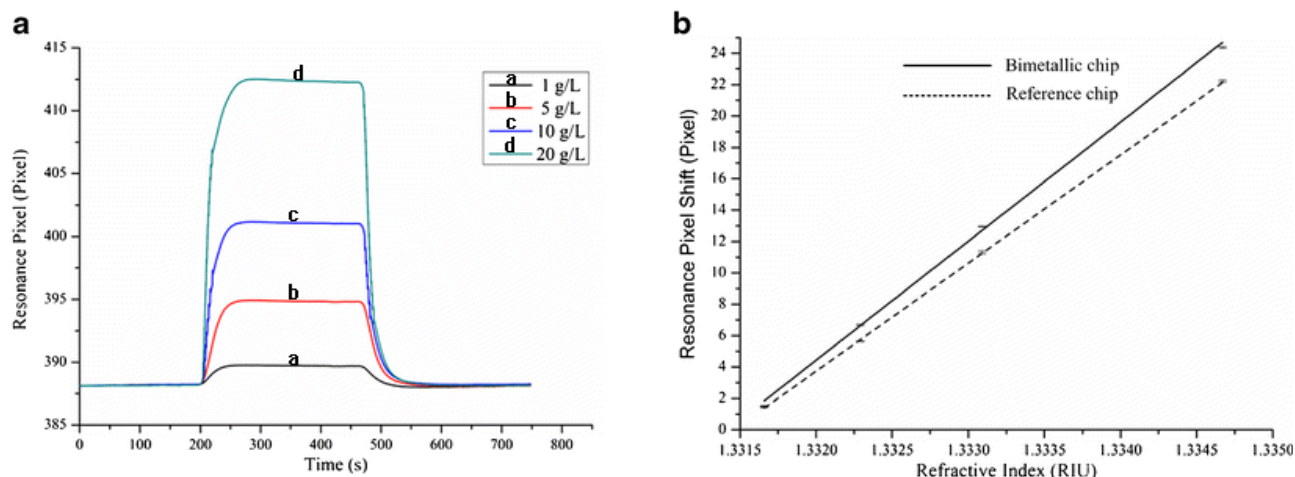 a
Resonance Pixel (Pixel)
415
410
405
400
395
390
385
0 100 200 300 400 500 600 700 800
Time (s)
d
c
b
a
a 1 g/L
b 5 g/L
c 10 g/L
d 20 g/L
b
Resonance Pixel Shift (Pixel)
24
22
20
18
16
14
12
10
8
6
4
2
0
1.3315 1.3320 1.3325 1.3330 1.3335 1.3340 1.3345 1.3350
Refractive Index (RIU)
Bimetallic chip
Reference chip